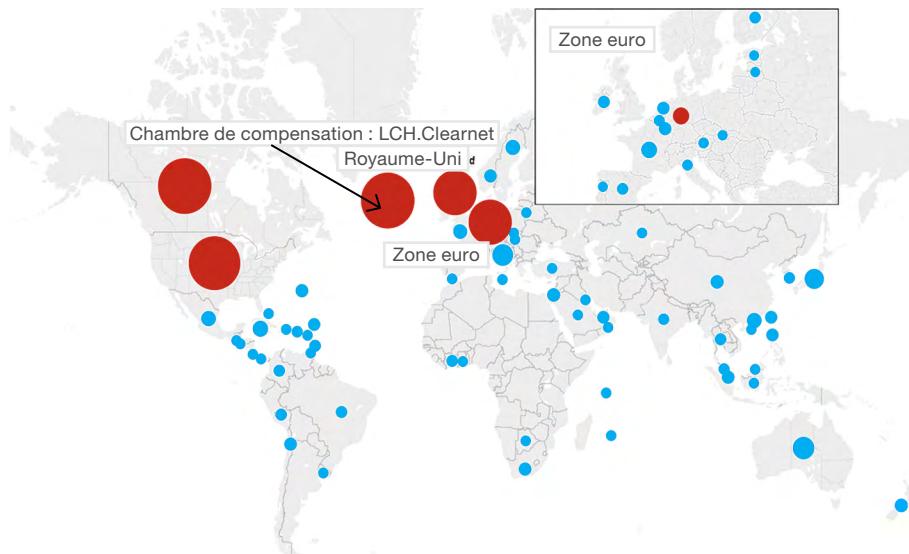 Zone euro
Chambre de compensation : LCH.Clearnet
Royaume-Uni d
Zone euro